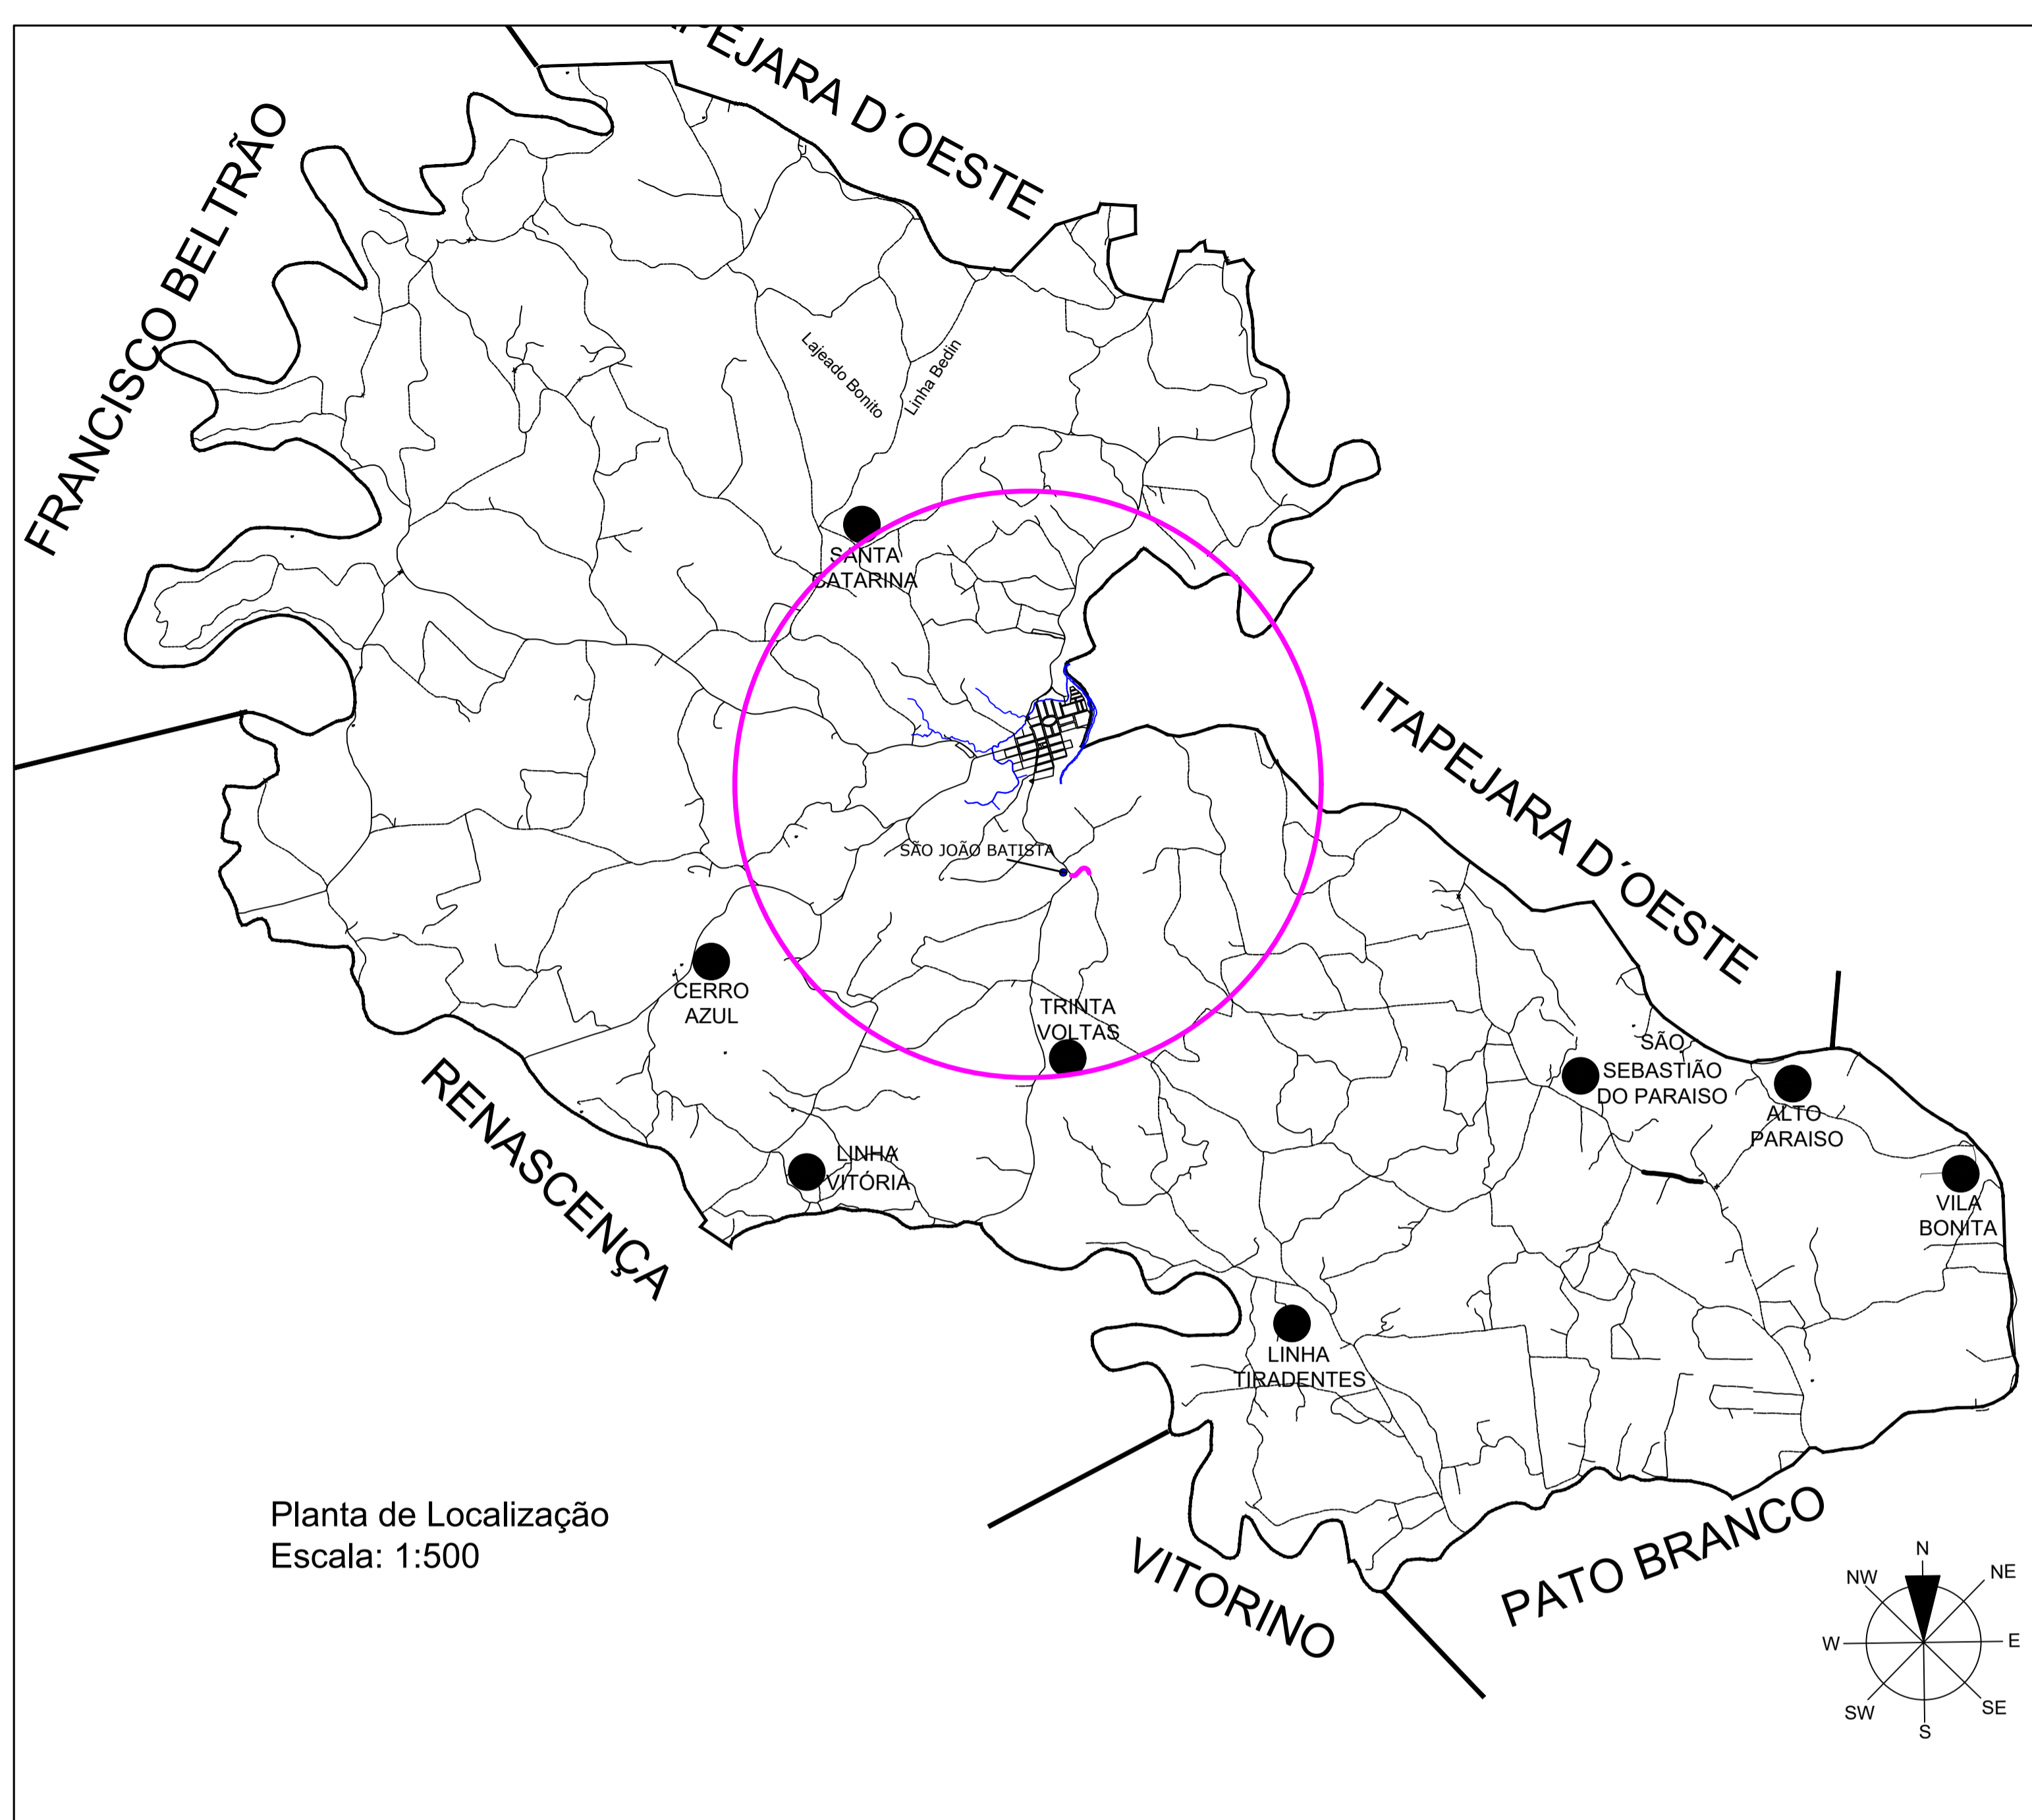 PEJARA D´OESTE
FRANCISCO BELTRÃO
Lajeado Bonito
Linha Bedin
SANTA
CATARINA
ITAPEJARA D´OESTE
SÃO JOÃO BATISTA
CERRO
AZUL
TRINTA
VOLTAS
SÃO
SEBASTIÃO
DO PARAISO
ALTO
PARAISO
VILA
BONITA
LINHA
VITÓRIA
RENASCENÇA
LINHA
TIRADENTES
Planta de Localização
Escala: 1:500
VITORINO
PATO BRANCO
N
NW
NE
W
E
SW
SE
S